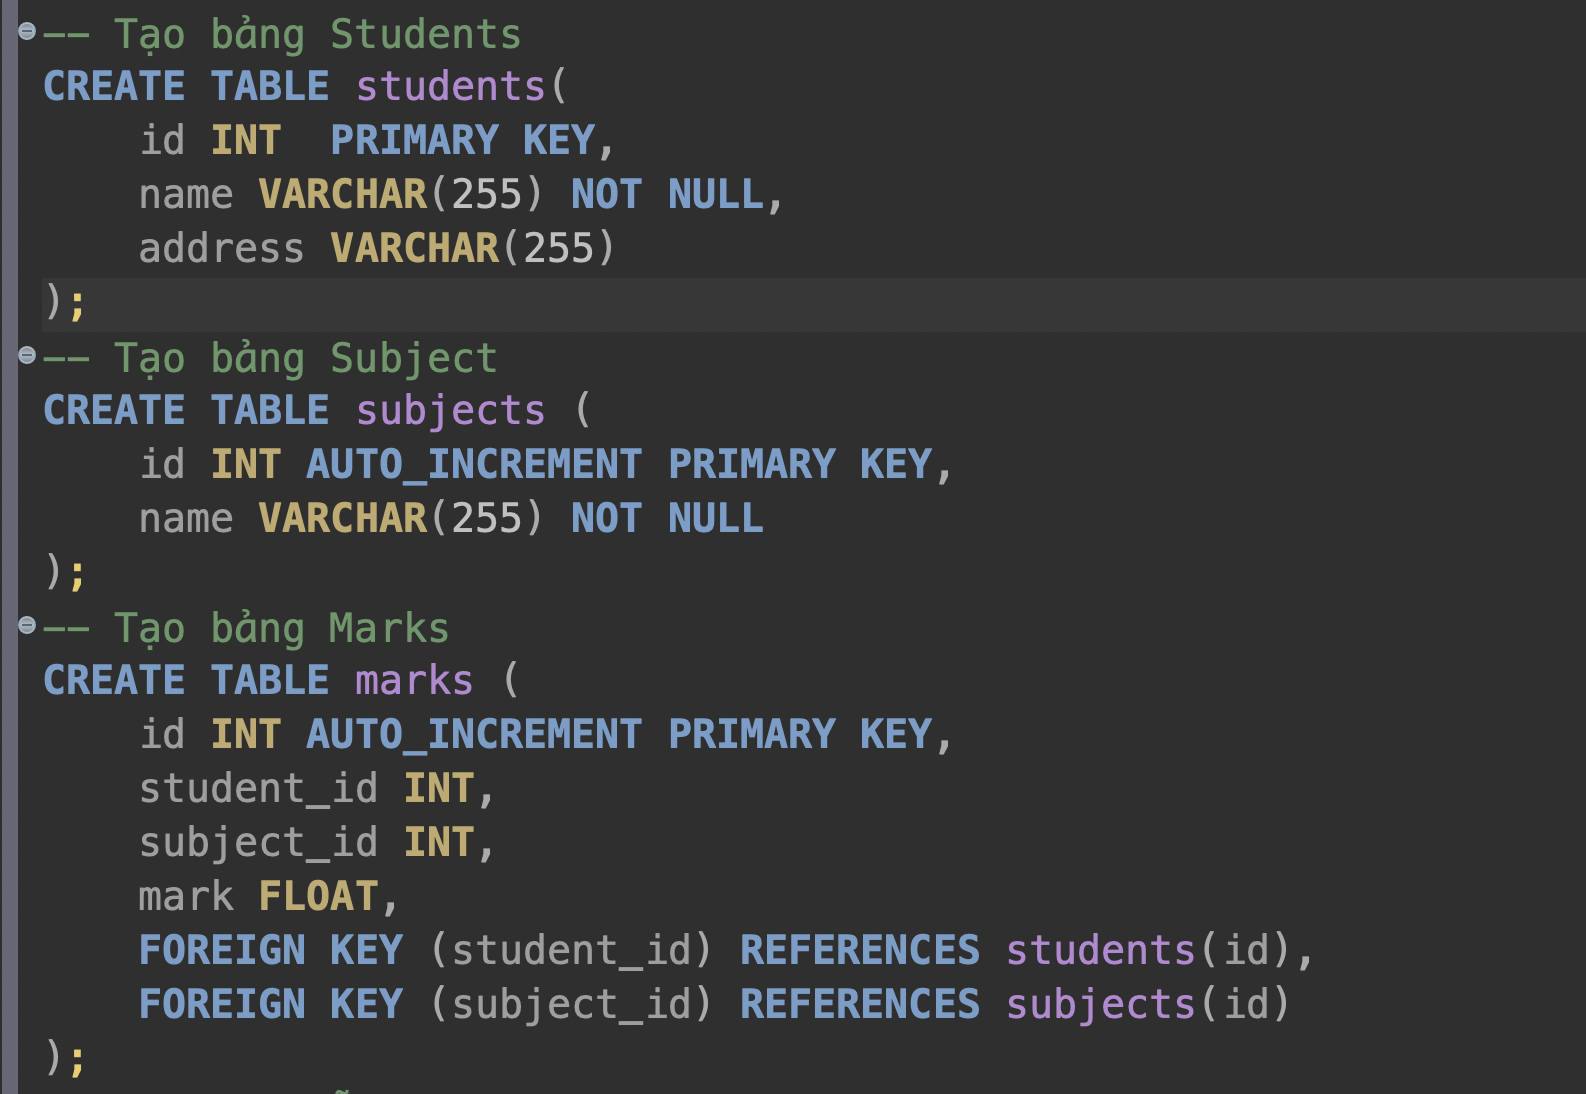 -- Tạo bảng Students
CREATE TABLE students(
    id INT  PRIMARY KEY,
    name VARCHAR(255) NOT NULL,
    address VARCHAR(255)
);
-- Tạo bảng Subject
CREATE TABLE subjects (
    id INT AUTO_INCREMENT PRIMARY KEY,
    name VARCHAR(255) NOT NULL
);
-- Tạo bảng Marks
CREATE TABLE marks (
    id INT AUTO_INCREMENT PRIMARY KEY,
    student_id INT,
    subject_id INT,
    mark FLOAT,
    FOREIGN KEY (student_id) REFERENCES students(id),
    FOREIGN KEY (subject_id) REFERENCES subjects(id)
);